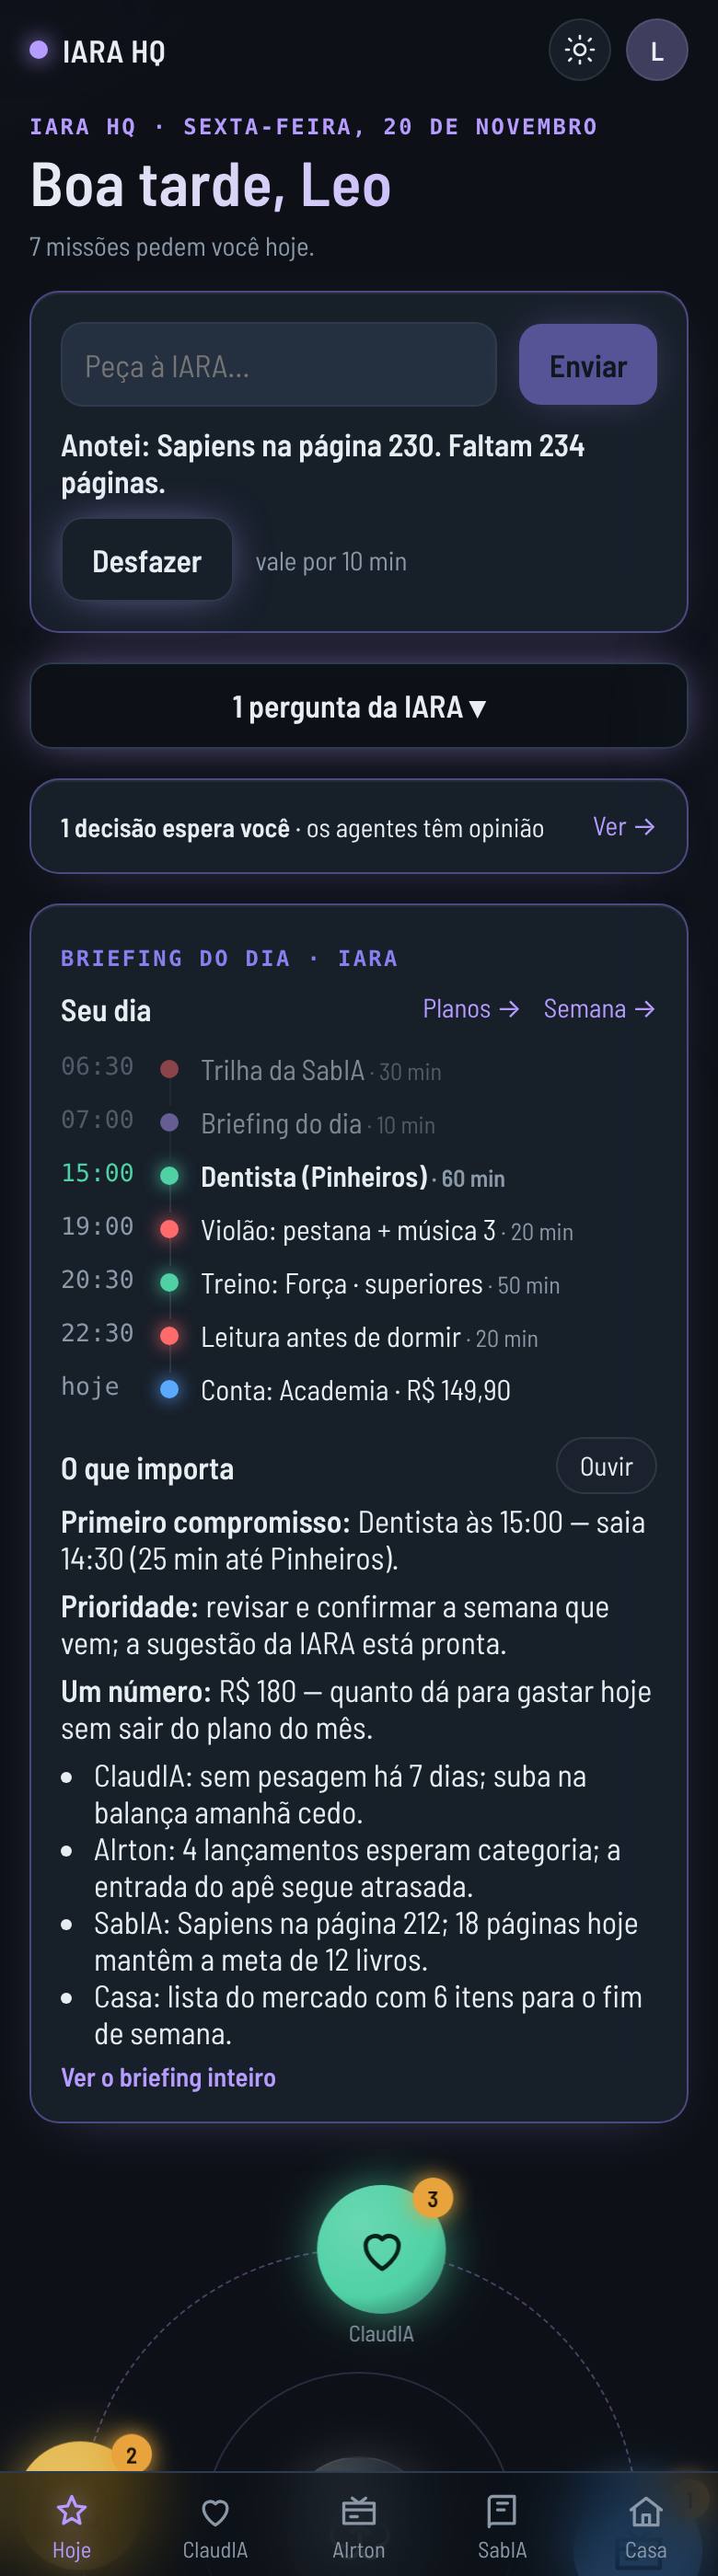 IARA HQ
L
IARA HQ · SEXTA-FEIRA, 20 DE NOVEMBRO
Boa tarde, Leo
7 missões pedem você hoje.
Peça à IARA...
Enviar
Anotei: Sapiens na página 230. Faltam 234
páginas.
Desfazer
vale por 10 min
1 pergunta da IARA ▼
1 decisão espera você · os agentes têm opinião
Ver →
BRIEFING DO DIA · IARA
Seu dia
Planos →
Semana →
06:30 Trilha da SabIA · 30 min
07:00 Briefing do dia · 10 min
15:00 Dentista (Pinheiros) · 60 min
19:00 Violão: pestana + música 3 · 20 min
20:30 Treino: Força · superiores · 50 min
22:30 Leitura antes de dormir · 20 min
hoje Conta: Academia · R$ 149,90
O que importa
Ouvir
Primeiro compromisso: Dentista às 15:00 — saia
14:30 (25 min até Pinheiros).
Prioridade: revisar e confirmar a semana que
vem; a sugestão da IARA está pronta.
Um número: R$ 180 — quanto dá para gastar hoje
sem sair do plano do mês.
• ClaudIA: sem pesagem há 7 dias; suba na
balança amanhã cedo.
• AIrton: 4 lançamentos esperam categoria; a
entrada do apê segue atrasada.
• SabIA: Sapiens na página 212; 18 páginas hoje
mantêm a meta de 12 livros.
• Casa: lista do mercado com 6 itens para o fim
de semana.
Ver o briefing inteiro
3
ClaudIA
2
1
Hoje
ClaudIA
AIrton
SabIA
Casa